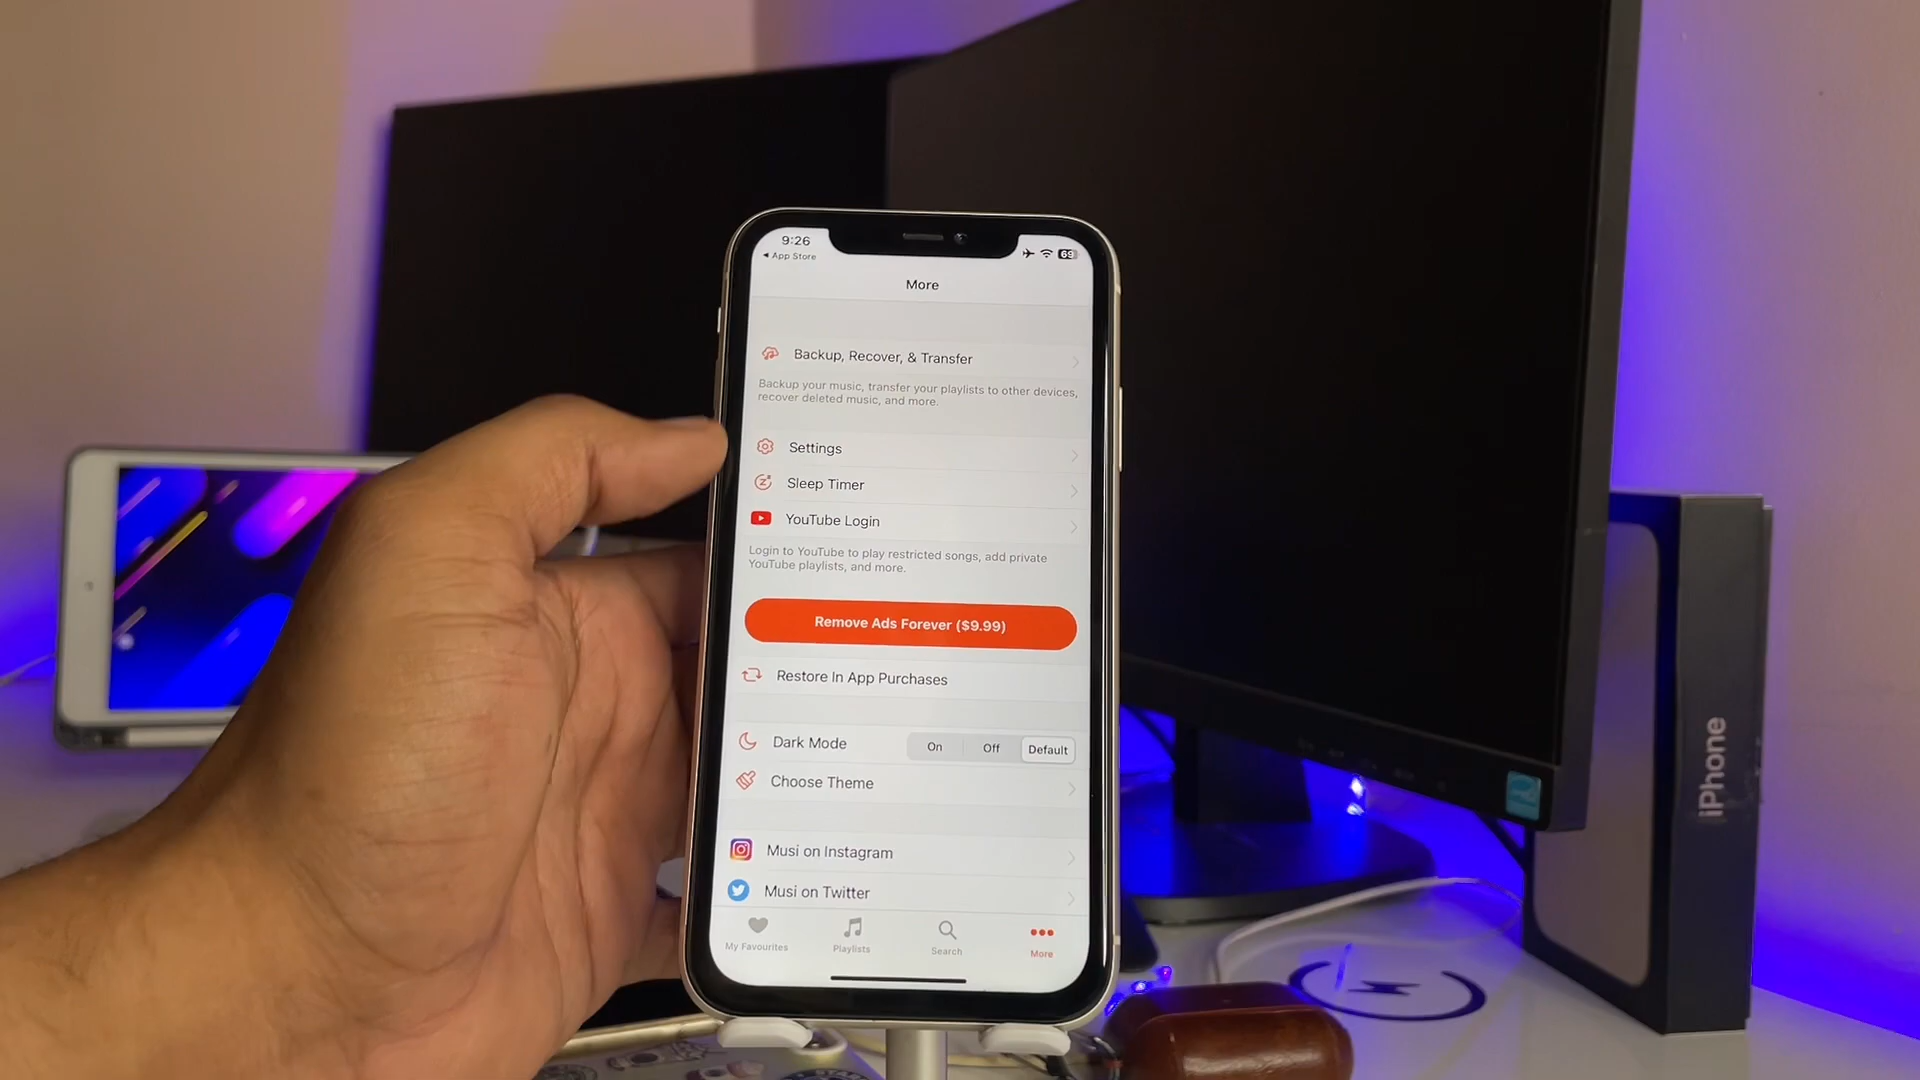 9:26
App Store
69
More
Backup, Recover, & Transfer
Backup your music, transfer your playlists to other devices,
recover deleted music, and more.
Settings
Sleep Timer
YouTube Login
Login to YouTube to play restricted songs, add private
YouTube playlists, and more.
Remove Ads Forever ($9.99)
Restore In App Purchases
Dark Mode On Off Default
Choose Theme
Musi on Instagram
Musi on Twitter
My Favourites Playlists Search More
iPhone